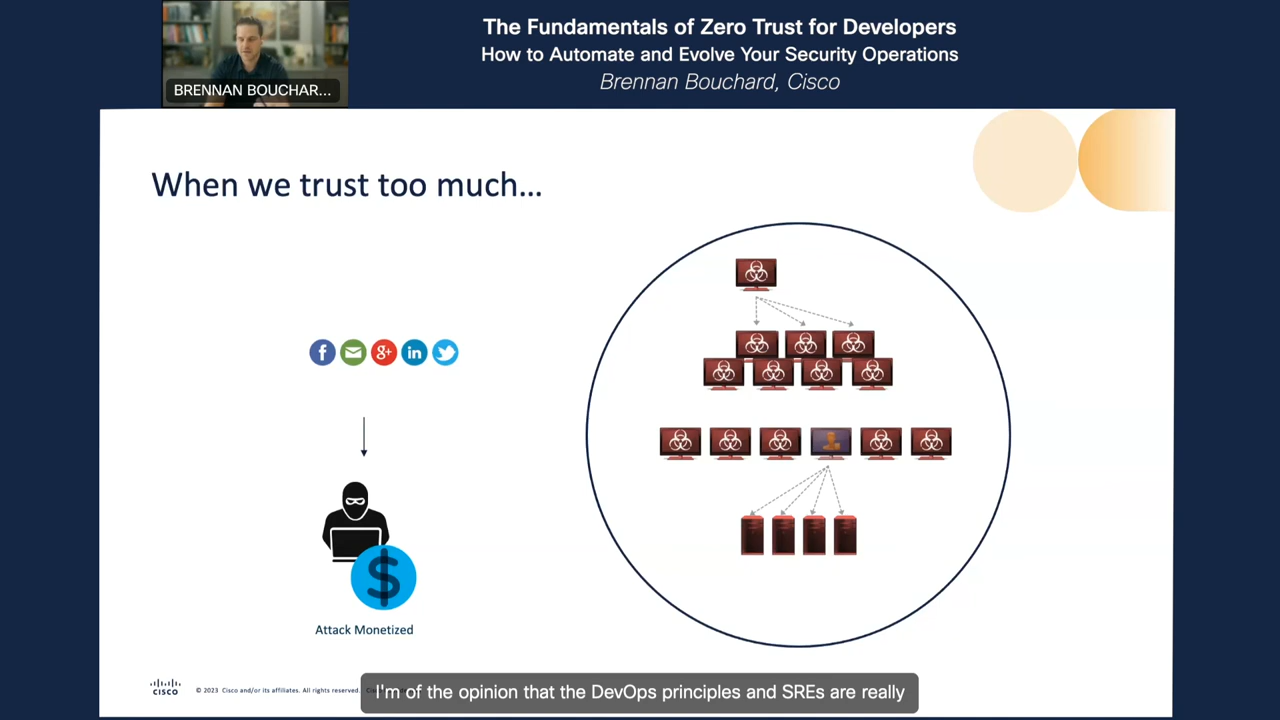 The Fundamentals of Zero Trust for Developers
How to Automate and Evolve Your Security Operations
Brennan Bouchard, Cisco
BRENNAN BOUCHAR...
When we trust too much...
f
g+
in
$
Attack Monetized
CISCO
© 2023 Cisco and/or its affiliates. All rights reserved.
I'm of the opinion that the DevOps principles and SREs are really